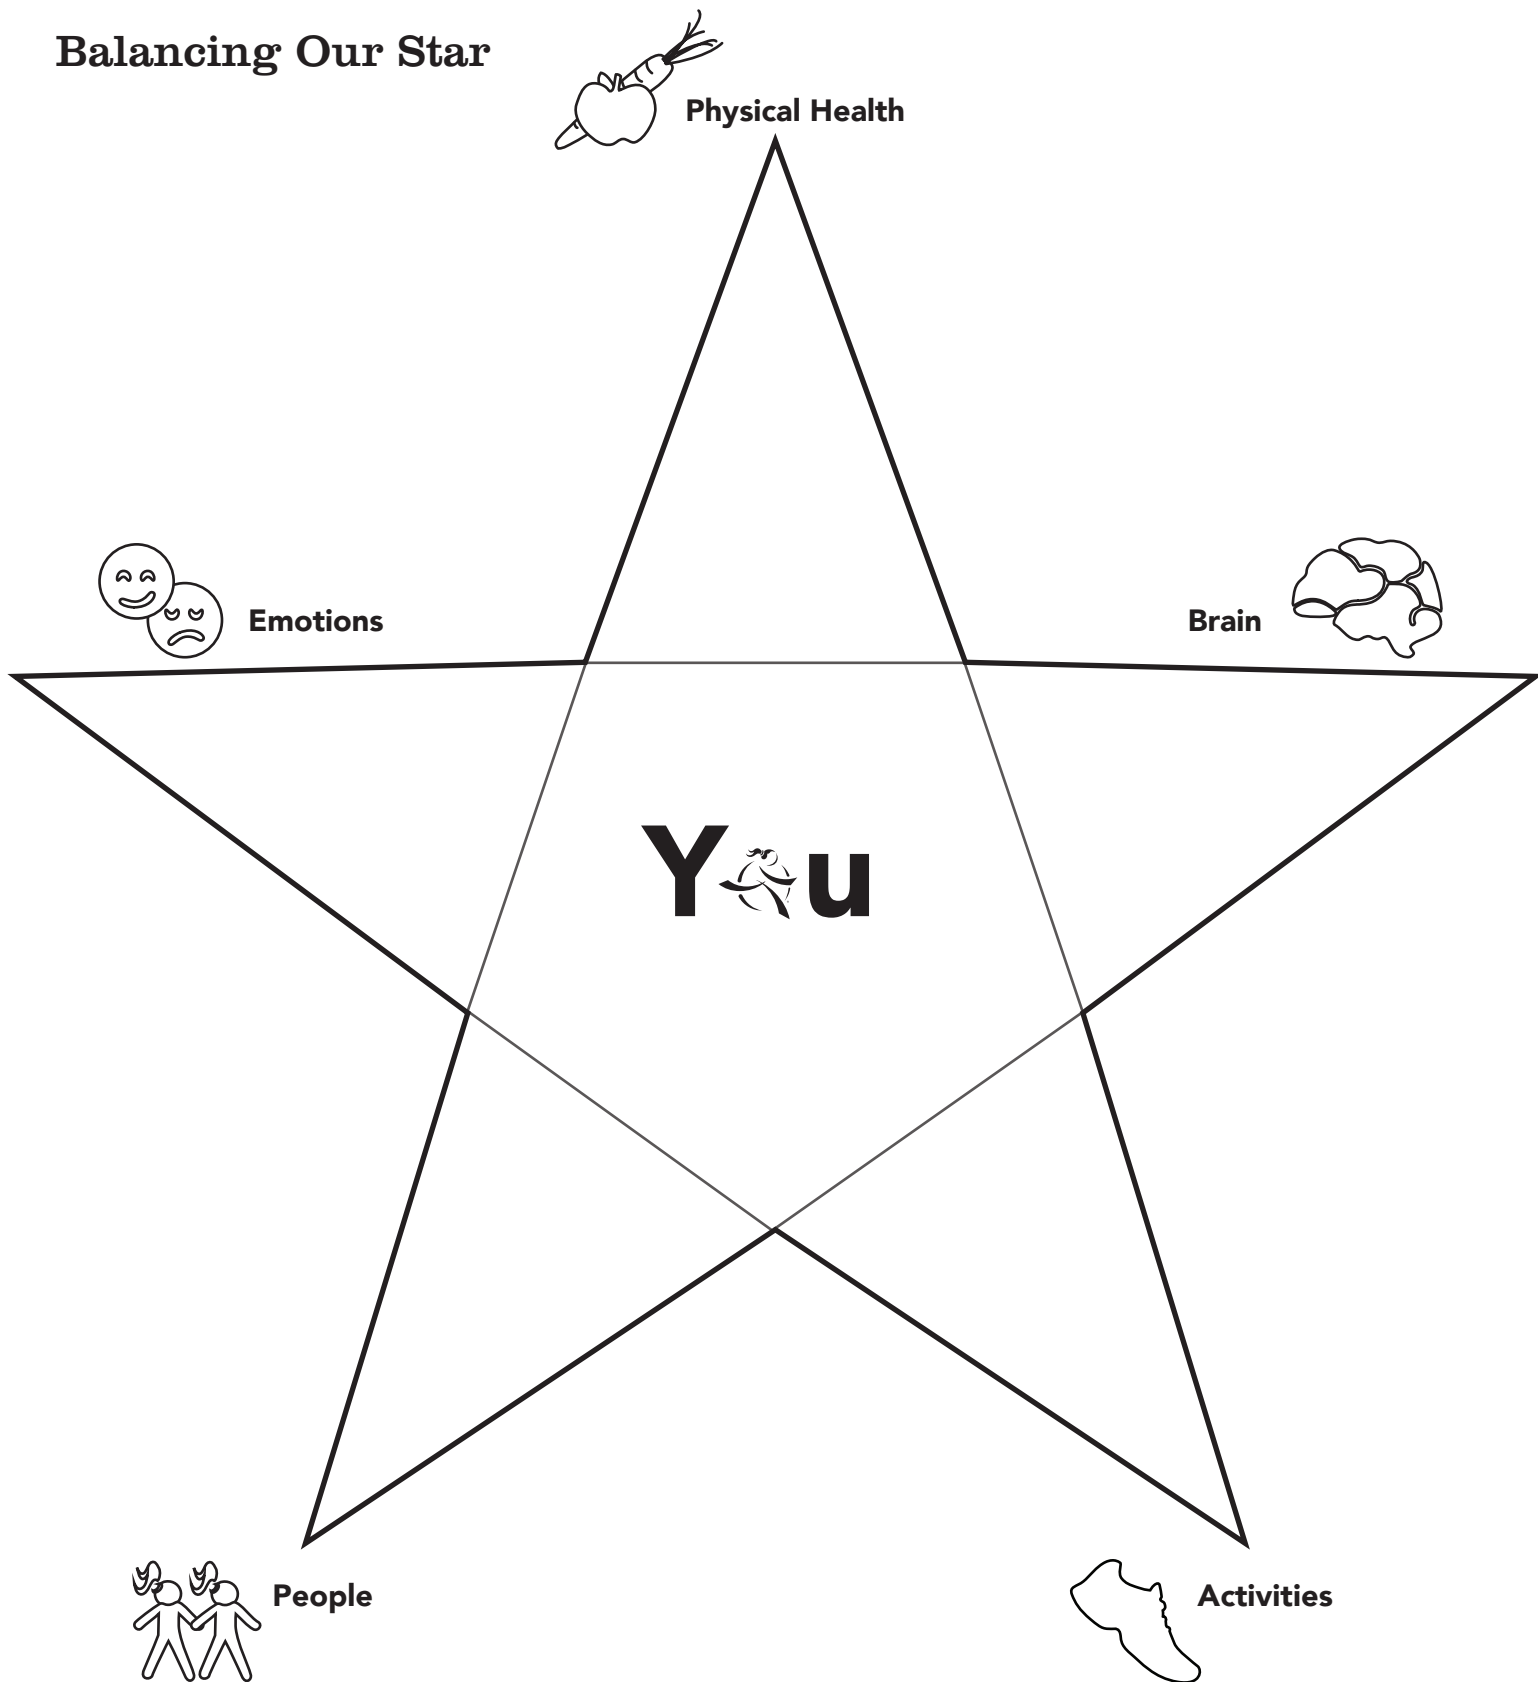 Balancing Our Star
Physical Health
Emotions
Brain
You
People
Activities